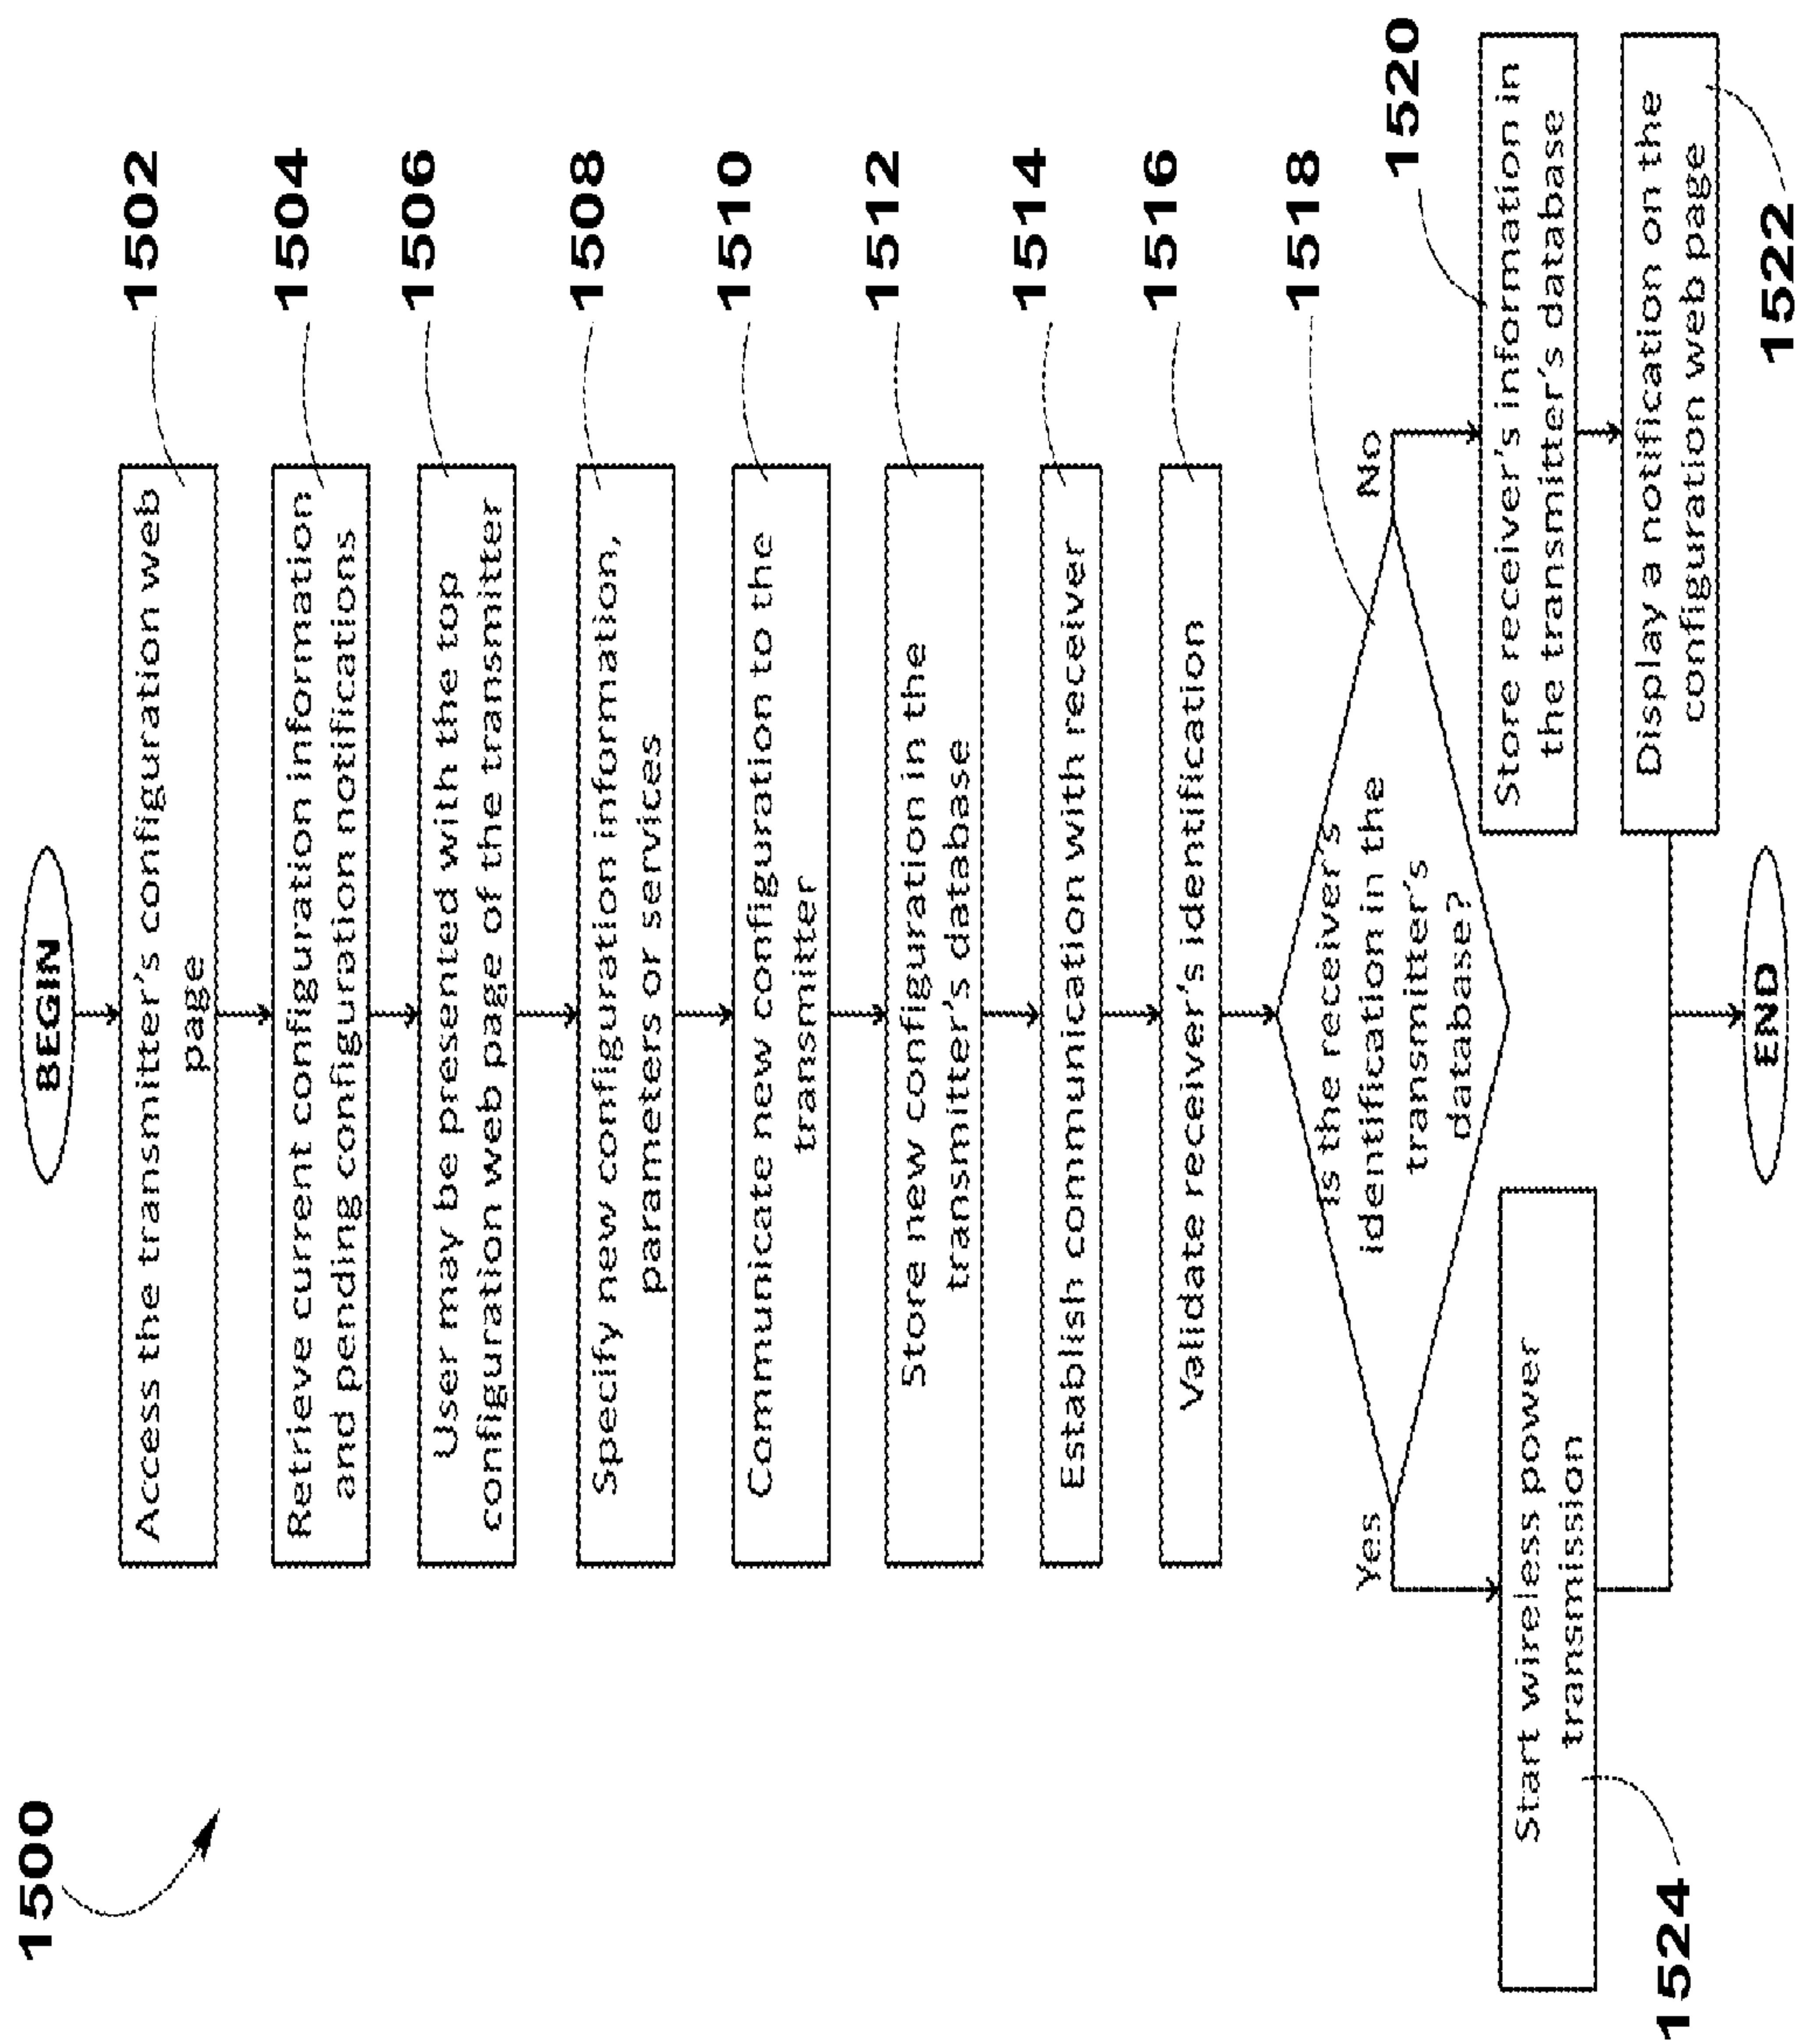 1500
BEGIN
Access the transmitter's configuration web
page
1502
Retrieve current configuration information
and pending configuration notifications
1504
User may be presented with the top
configuration web page of the transmitter
1506
Specify new configuration information,
parameters or services
1508
Communicate new configuration to the
transmitter
1510
Store new configuration in the
transmitter's database
1512
Establish communication with receiver
1514
Validate receiver's identification
1516
Is the receiver's
identification in the
transmitter's
database?
1518
Yes
No
Start wireless power
transmission
1524
Store receiver's information in
the transmitter's database
1520
Display a notification on the
configuration web page
1522
END